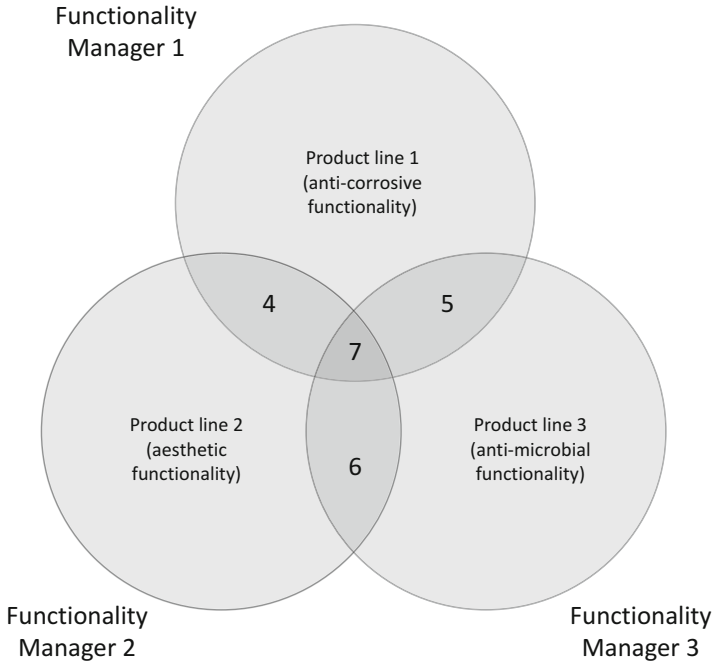 Functionality
Manager 1
Product line 1
(anti-corrosive
functionality)
4
5
7
Product line 2
(aesthetic
functionality)
Product line 3
(anti-microbial
functionality)
6
Functionality
Manager 2
Functionality
Manager 3